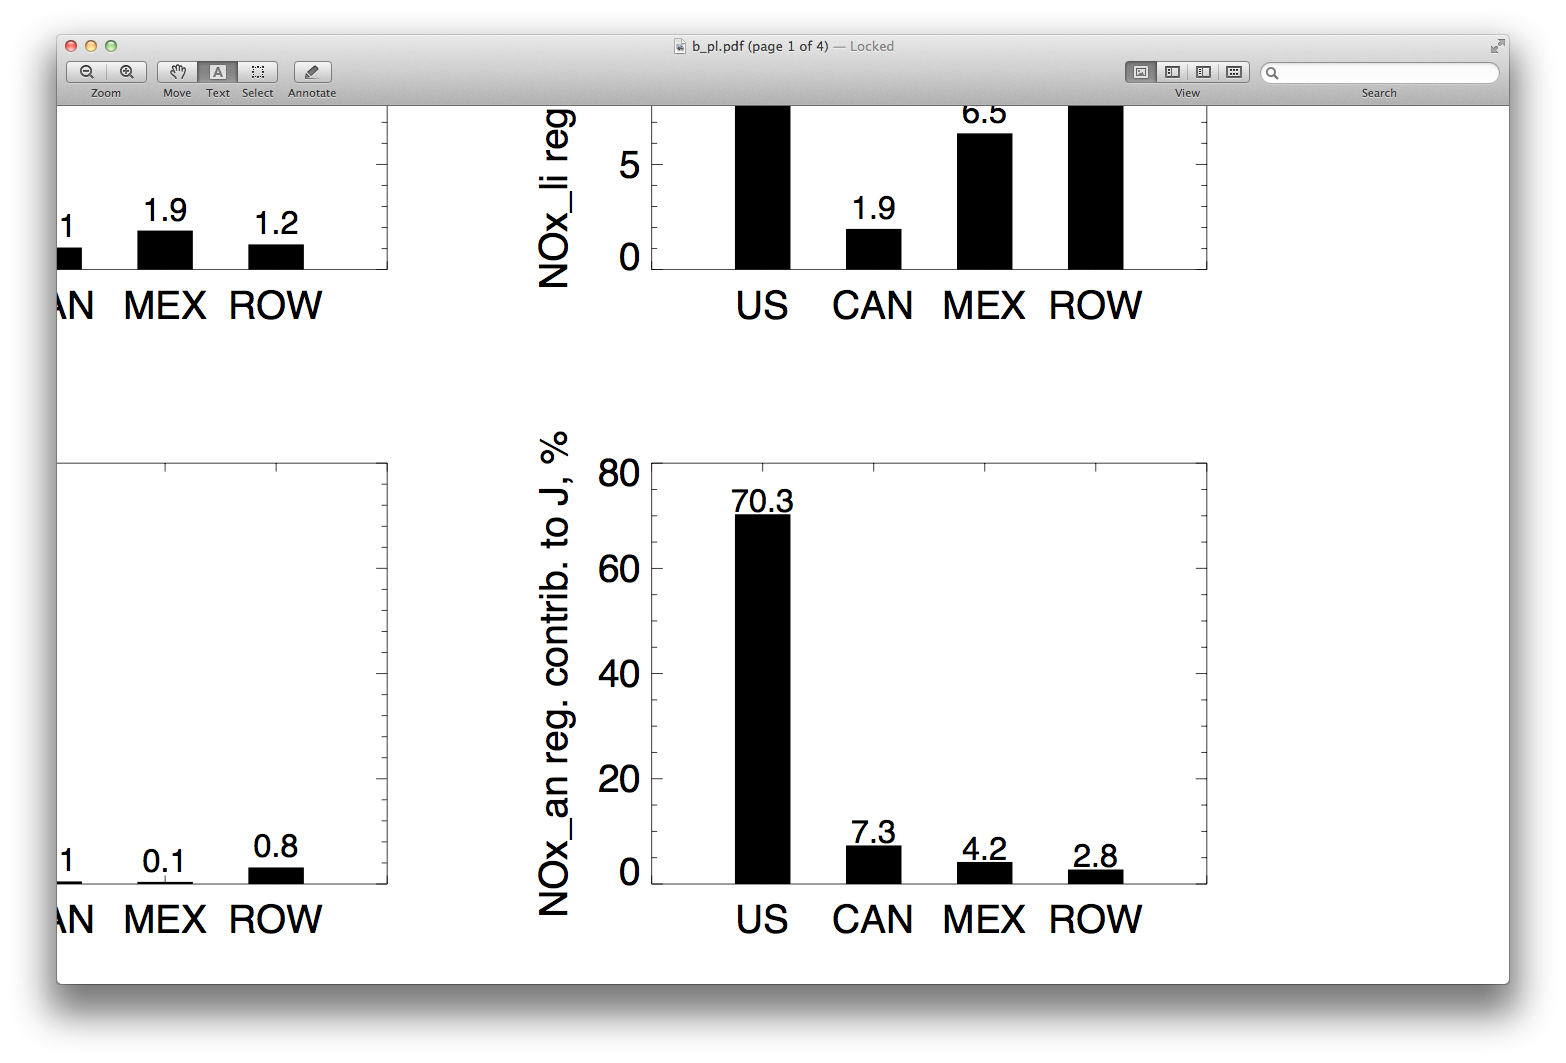 b_pl.pdf (page 1 of 4) — Locked
Zoom
Move
Text
Select
Annotate
View
Search
1
1.9
1.2
MEX
ROW
NOx_li reg
5
0
1.9
6.5
US
CAN
MEX
ROW
1
0.1
0.8
MEX
ROW
NOx_an reg. contrib. to J, %
80
60
40
20
0
70.3
7.3
4.2
2.8
US
CAN
MEX
ROW